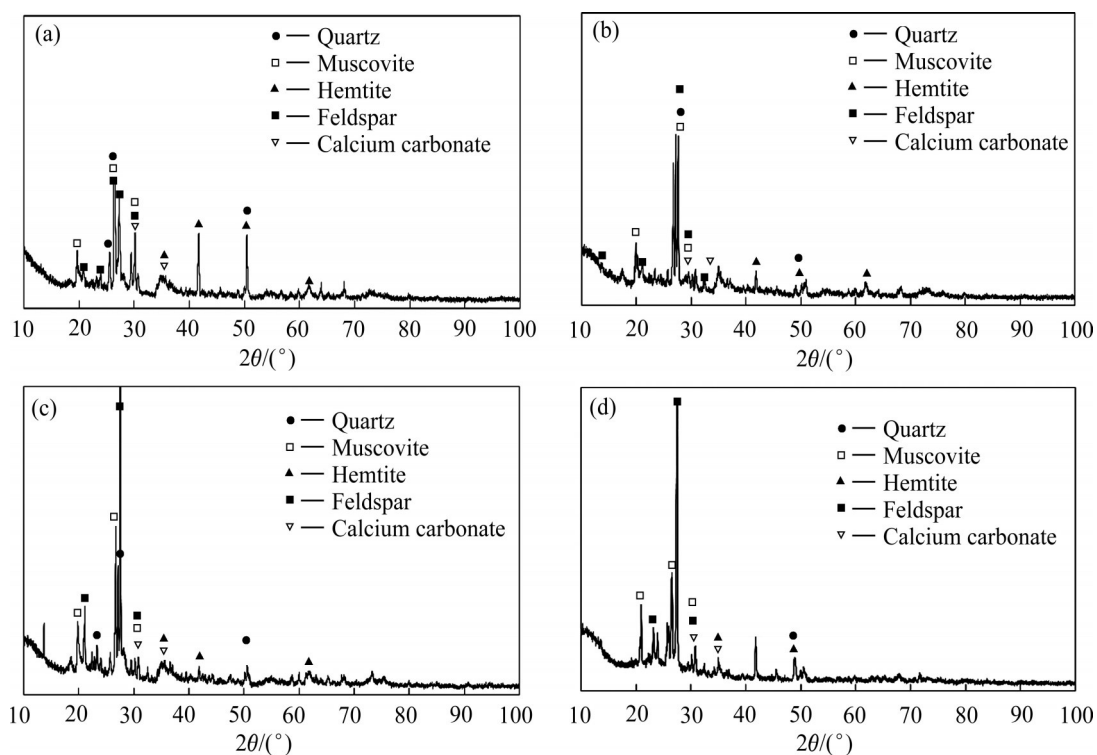 (a)
● — Quartz
□ — Muscovite
▲ — Hemtite
■ — Feldspar
▽ — Calcium carbonate
10 20 30 40 50 60 70 80 90 100
2θ/(°)
(b)
● — Quartz
□ — Muscovite
▲ — Hemtite
■ — Feldspar
▽ — Calcium carbonate
10 20 30 40 50 60 70 80 90 100
2θ/(°)
(c)
● — Quartz
□ — Muscovite
▲ — Hemtite
■ — Feldspar
▽ — Calcium carbonate
10 20 30 40 50 60 70 80 90 100
2θ/(°)
(d)
● — Quartz
□ — Muscovite
▲ — Hemtite
■ — Feldspar
▽ — Calcium carbonate
10 20 30 40 50 60 70 80 90 100
2θ/(°)